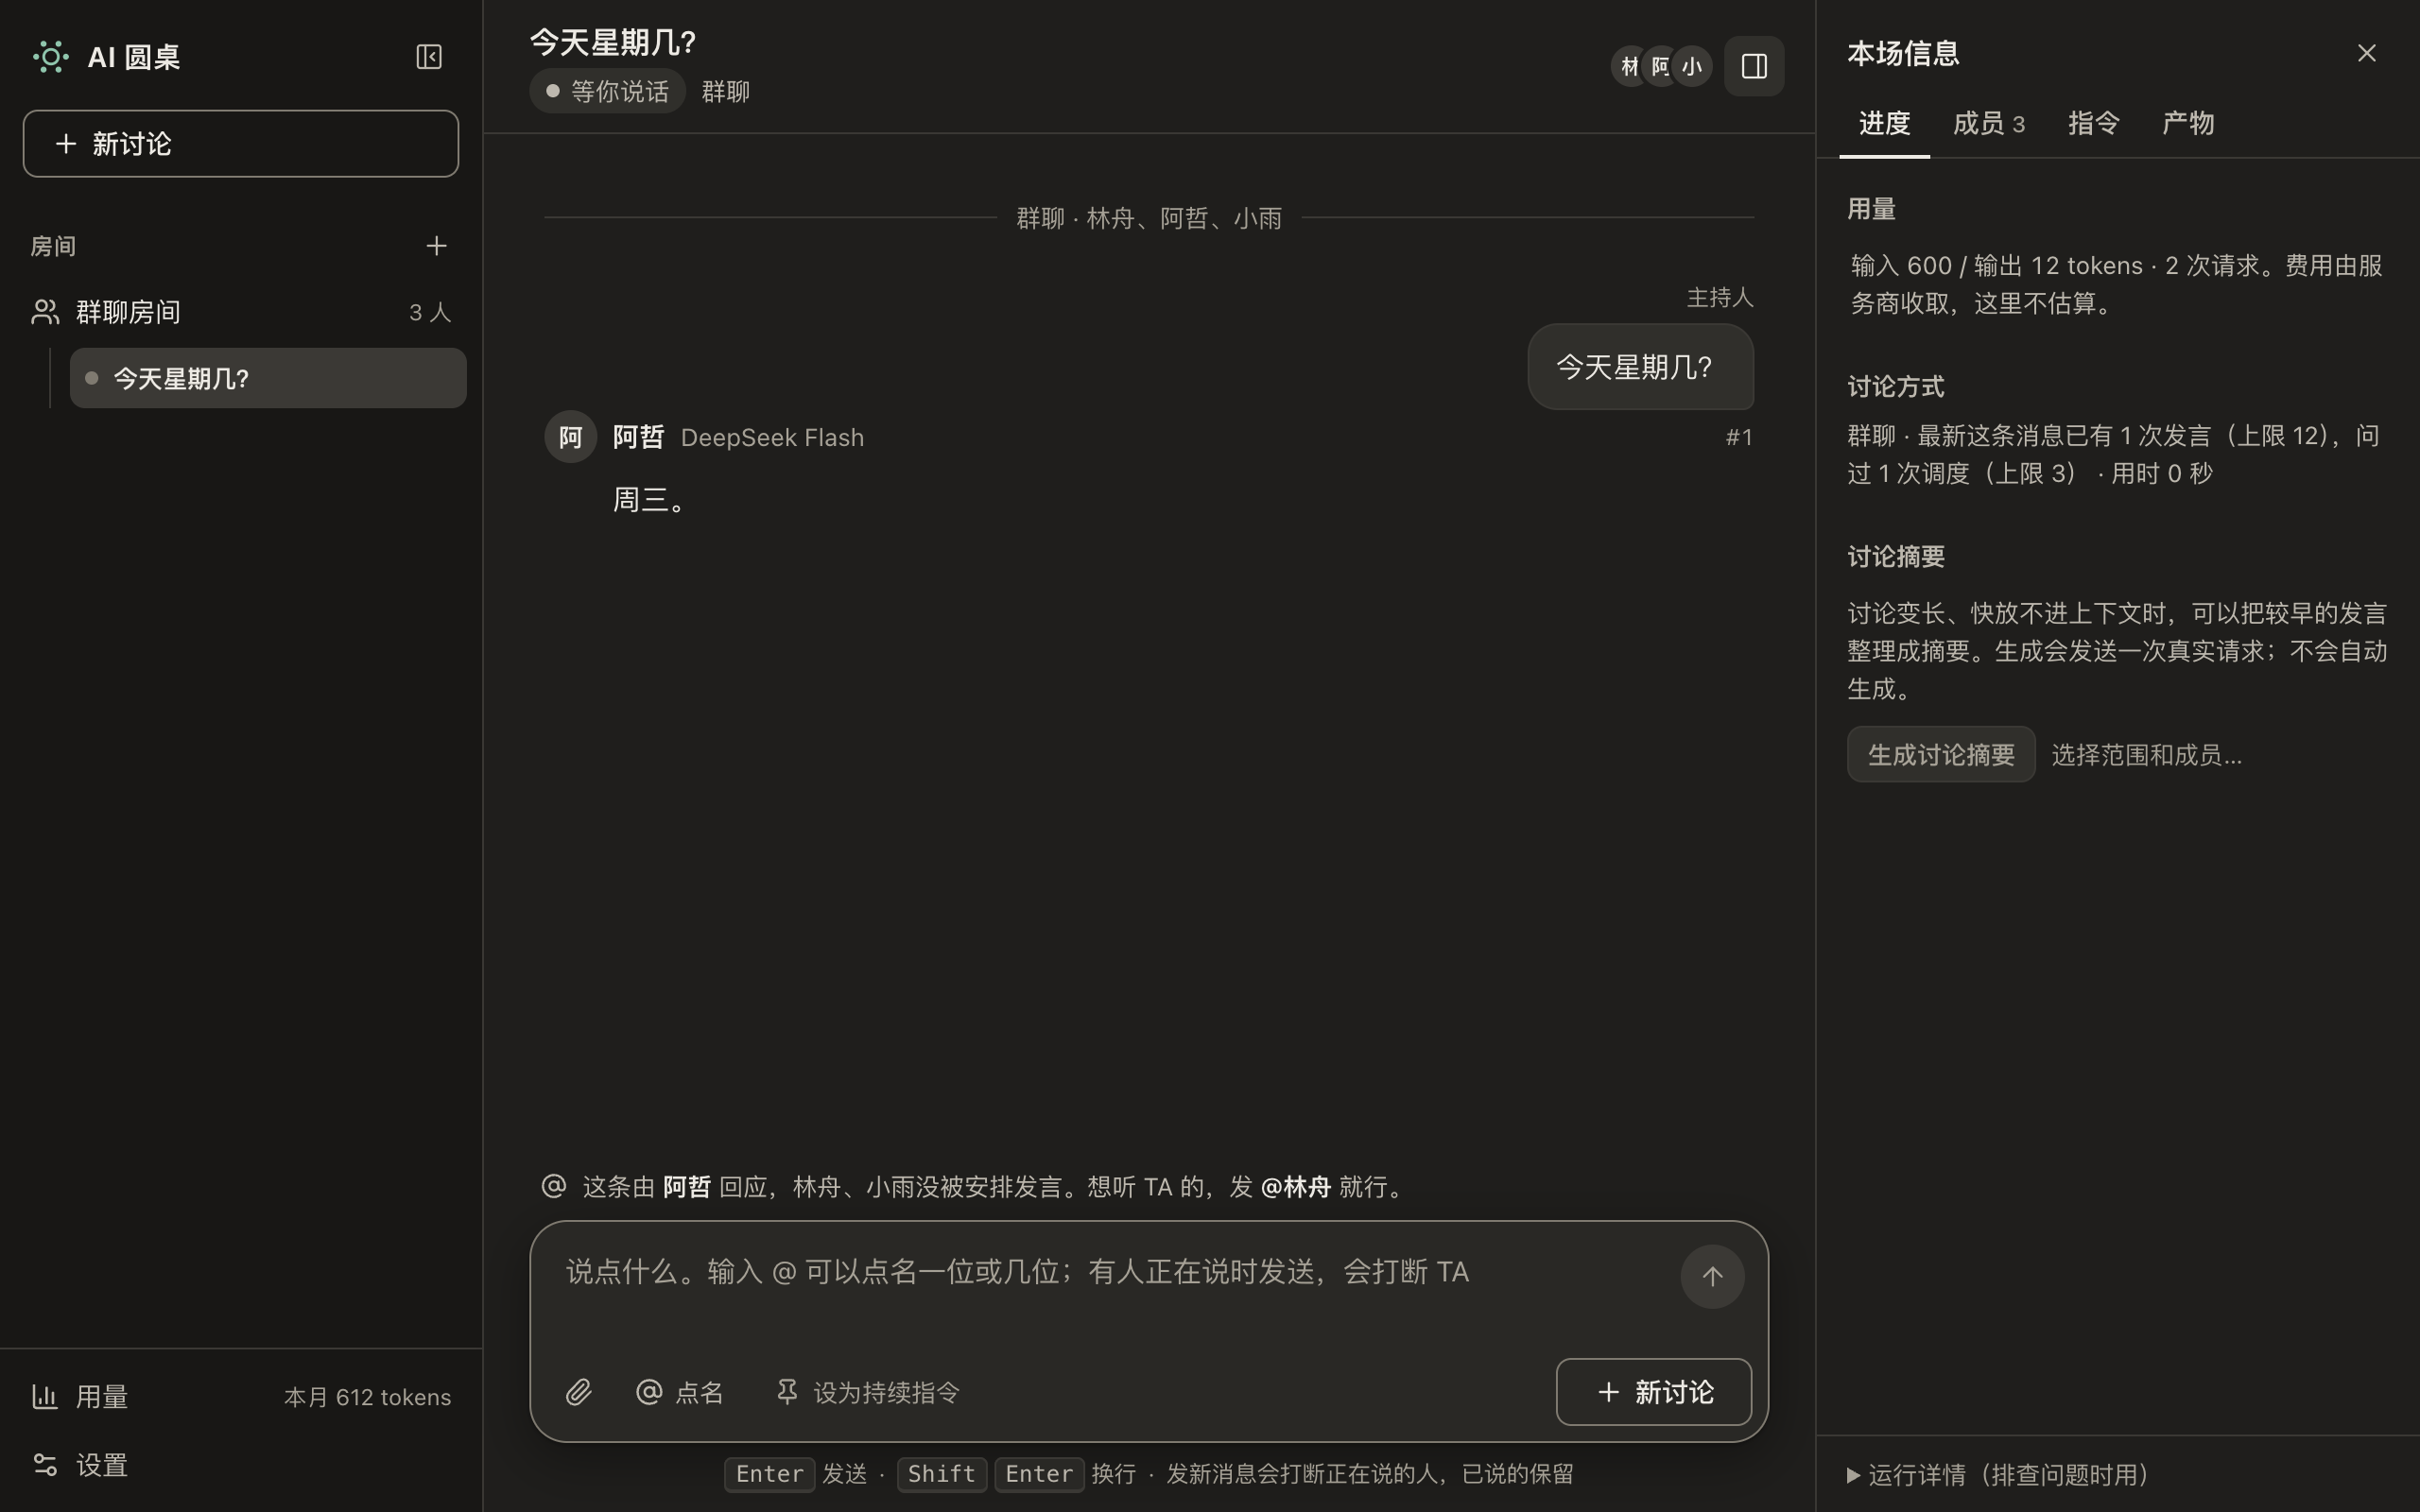 AI 圆桌
新讨论
房间
群聊房间
3 人
今天星期几?
用量
本月 612 tokens
设置
今天星期几?
等你说话
群聊
林
阿
小
群聊 · 林舟、阿哲、小雨
主持人
今天星期几?
阿
阿哲 DeepSeek Flash
#1
周三。
@ 这条由 阿哲 回应，林舟、小雨没被安排发言。想听 TA 的，发 @林舟 就行。
说点什么。输入 @ 可以点名一位或几位；有人正在说时发送，会打断 TA
@ 点名
设为持续指令
新讨论
Enter 发送 · Shift Enter 换行 · 发新消息会打断正在说的人，已说的保留
本场信息
进度
成员 3
指令
产物
用量
输入 600 / 输出 12 tokens · 2 次请求。费用由服
务商收取，这里不估算。
讨论方式
群聊 · 最新这条消息已有 1 次发言（上限 12），问
过 1 次调度（上限 3） · 用时 0 秒
讨论摘要
讨论变长、快放不进上下文时，可以把较早的发言
整理成摘要。生成会发送一次真实请求；不会自动
生成。
生成讨论摘要
选择范围和成员...
运行详情（排查问题时用）